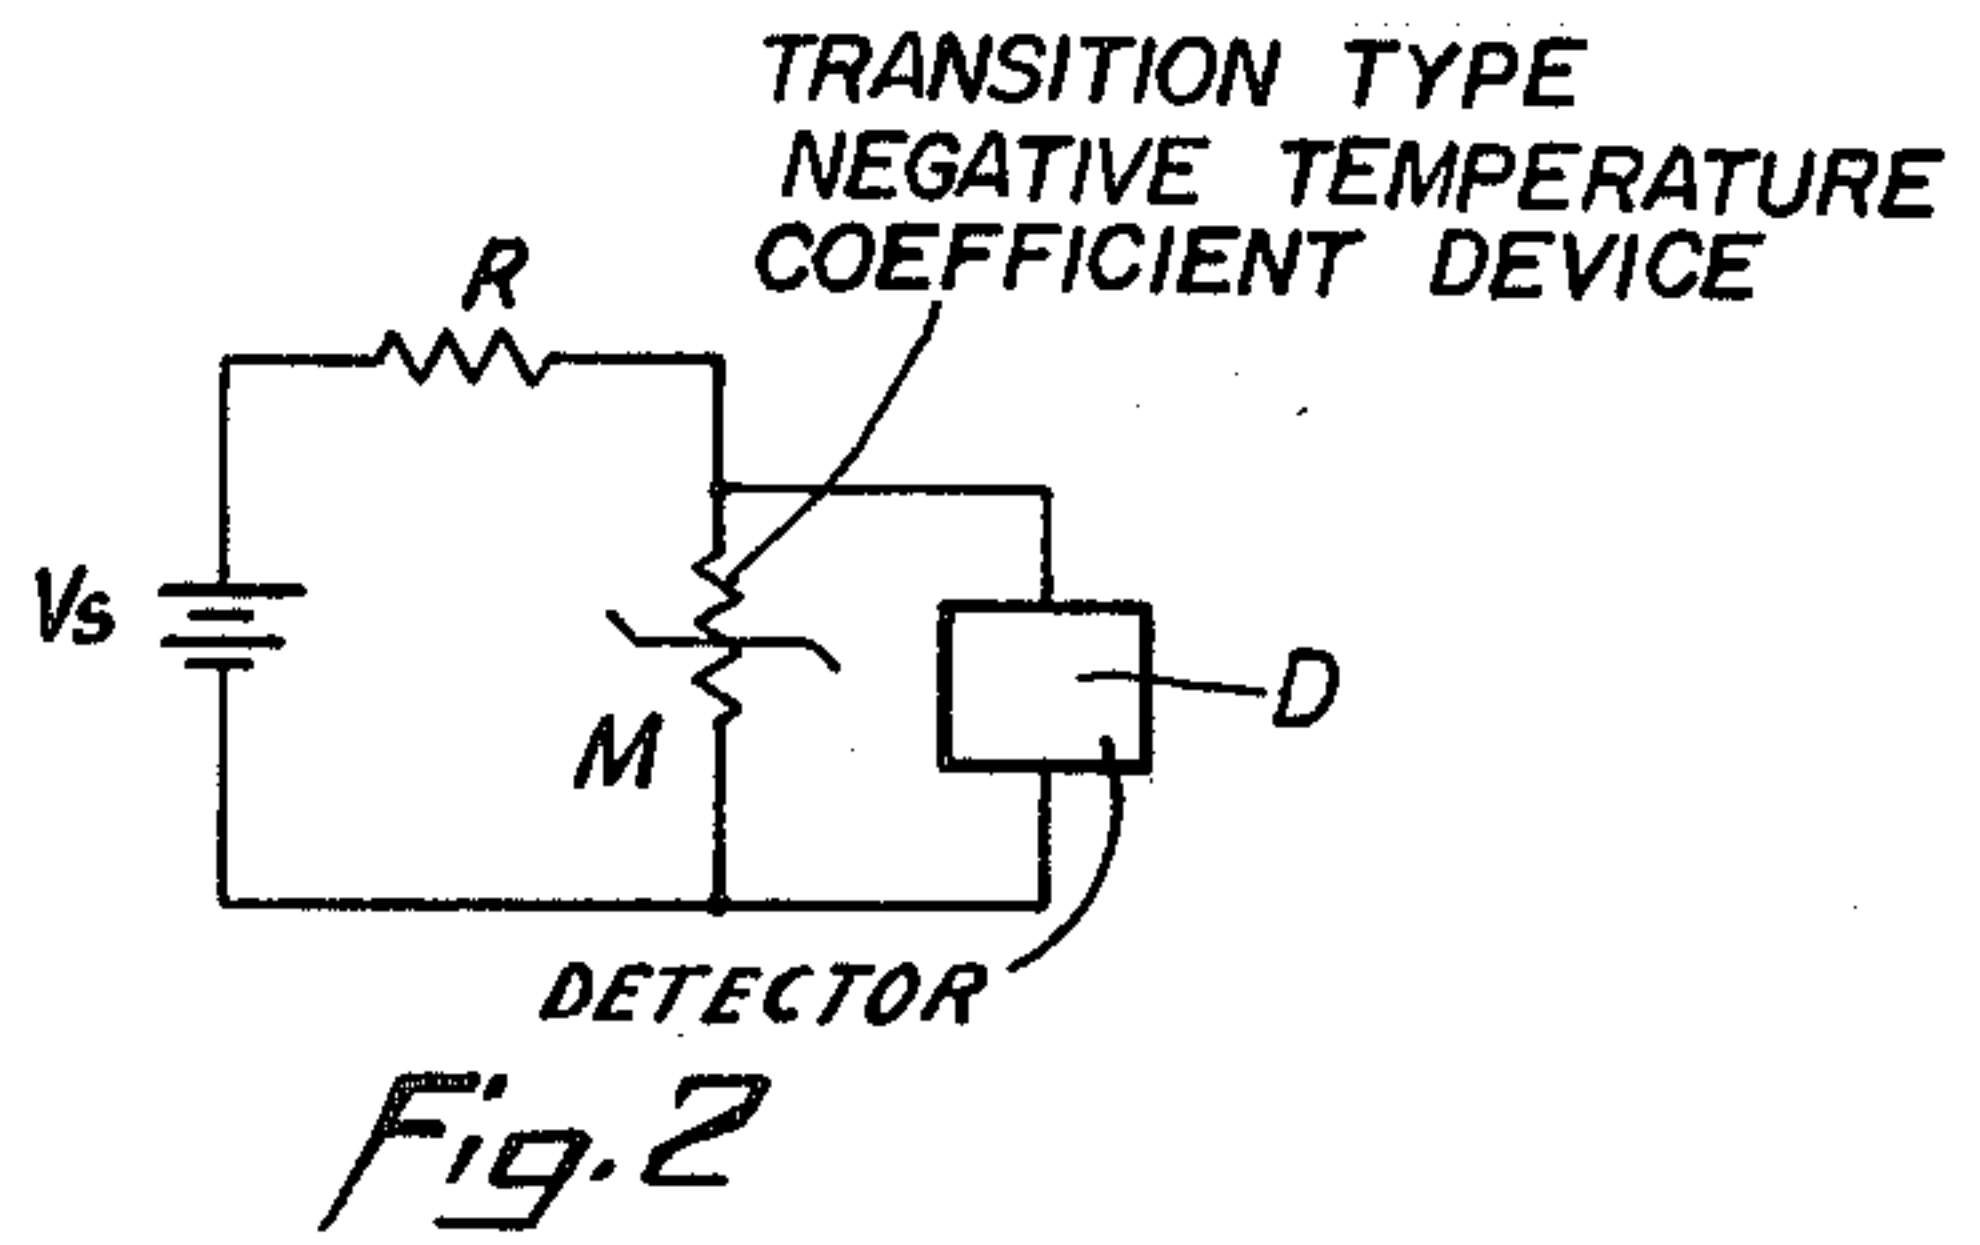 TRANSITION TYPE
NEGATIVE TEMPERATURE
COEFFICIENT DEVICE
R
Vs
M
D
DETECTOR
Fig. 2